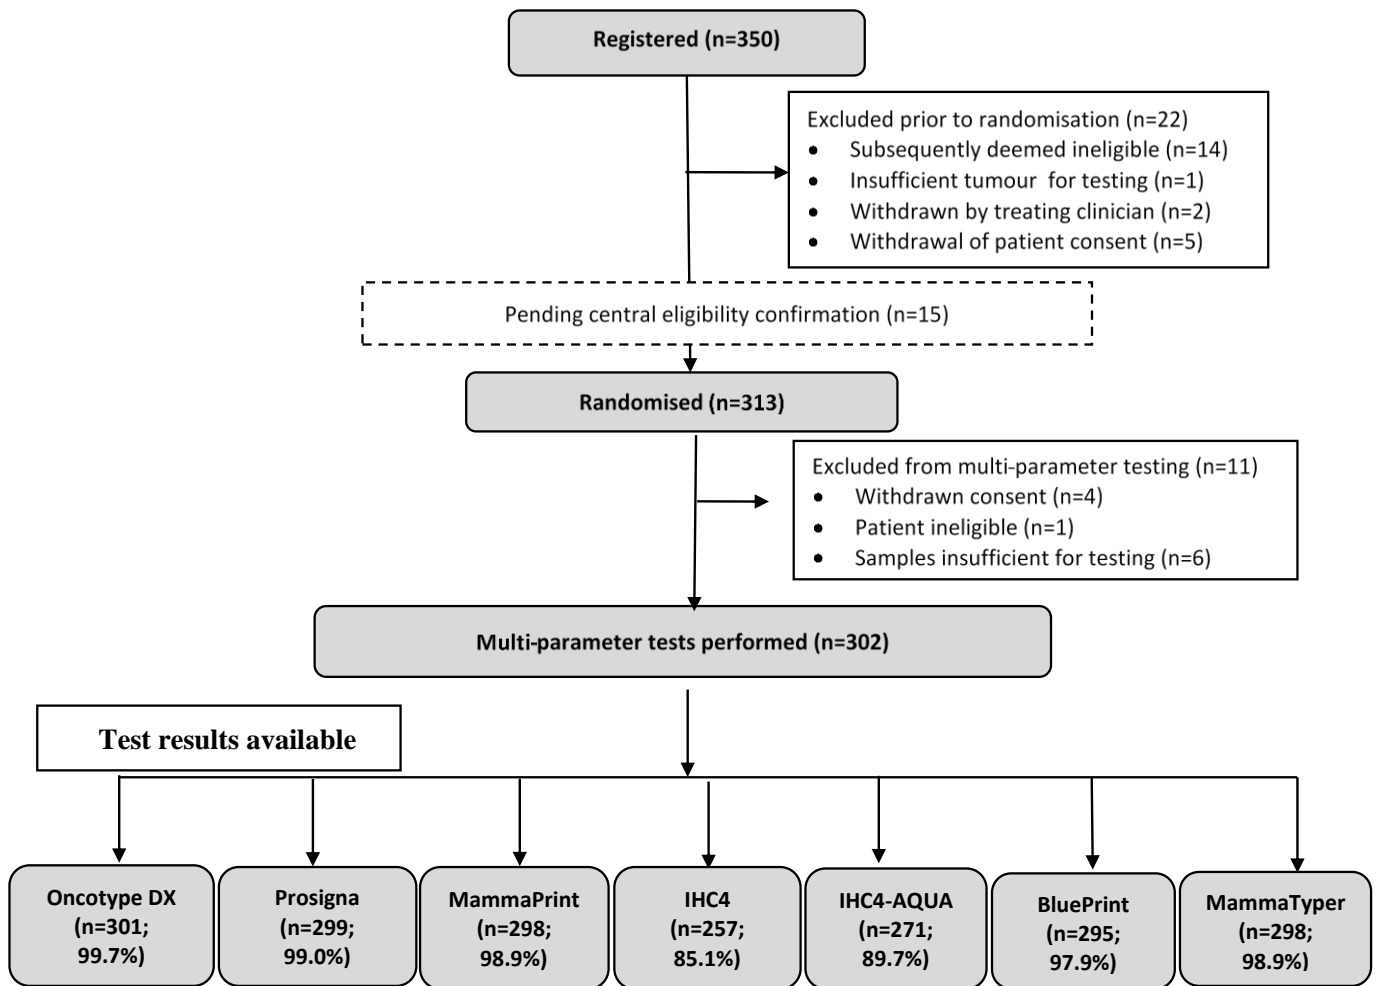 Registered (n=350)
Excluded prior to randomisation (n=22)
• Subsequently deemed ineligible (n=14)
• Insufficient tumour for testing (n=1)
• Withdrawn by treating clinician (n=2)
• Withdrawal of patient consent (n=5)
Pending central eligibility confirmation (n=15)
Randomised (n=313)
Excluded from multi-parameter testing (n=11)
• Withdrawn consent (n=4)
• Patient ineligible (n=1)
• Samples insufficient for testing (n=6)
Multi-parameter tests performed (n=302)
Test results available
Oncotype DX
(n=301;
99.7%)
Prosigna
(n=299;
99.0%)
MammaPrint
(n=298;
98.9%)
IHC4
(n=257;
85.1%)
IHC4-AQUA
(n=271;
89.7%)
BluePrint
(n=295;
97.9%)
MammaTyper
(n=298;
98.9%)